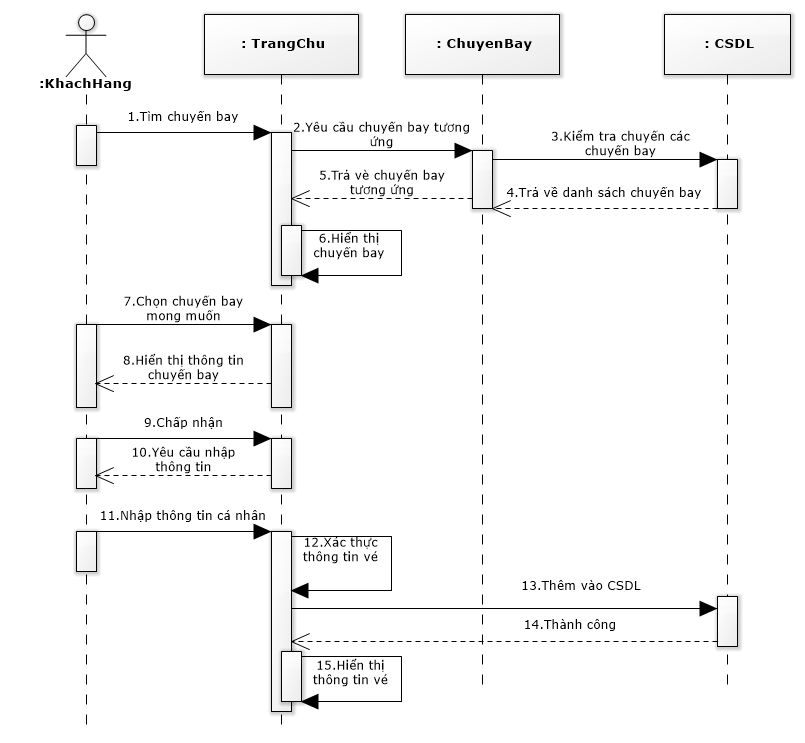 : TrangChu
: ChuyenBay
: CSDL
:KhachHang
1.Tìm chuyến bay
2.Yêu cầu chuyến bay tương
ứng
3.Kiểm tra chuyến các
chuyến bay
5.Trả vè chuyến bay
tương ứng
4.Trả về danh sách chuyến bay
6.Hiển thị
chuyến bay
7.Chọn chuyến bay
mong muốn
8.Hiển thị thông tin
chuyến bay
9.Chấp nhận
10.Yêu cầu nhập
thông tin
11.Nhập thông tin cá nhân
12.Xác thực
thông tin vé
13.Thêm vào CSDL
14.Thành công
15.Hiển thị
thông tin vé